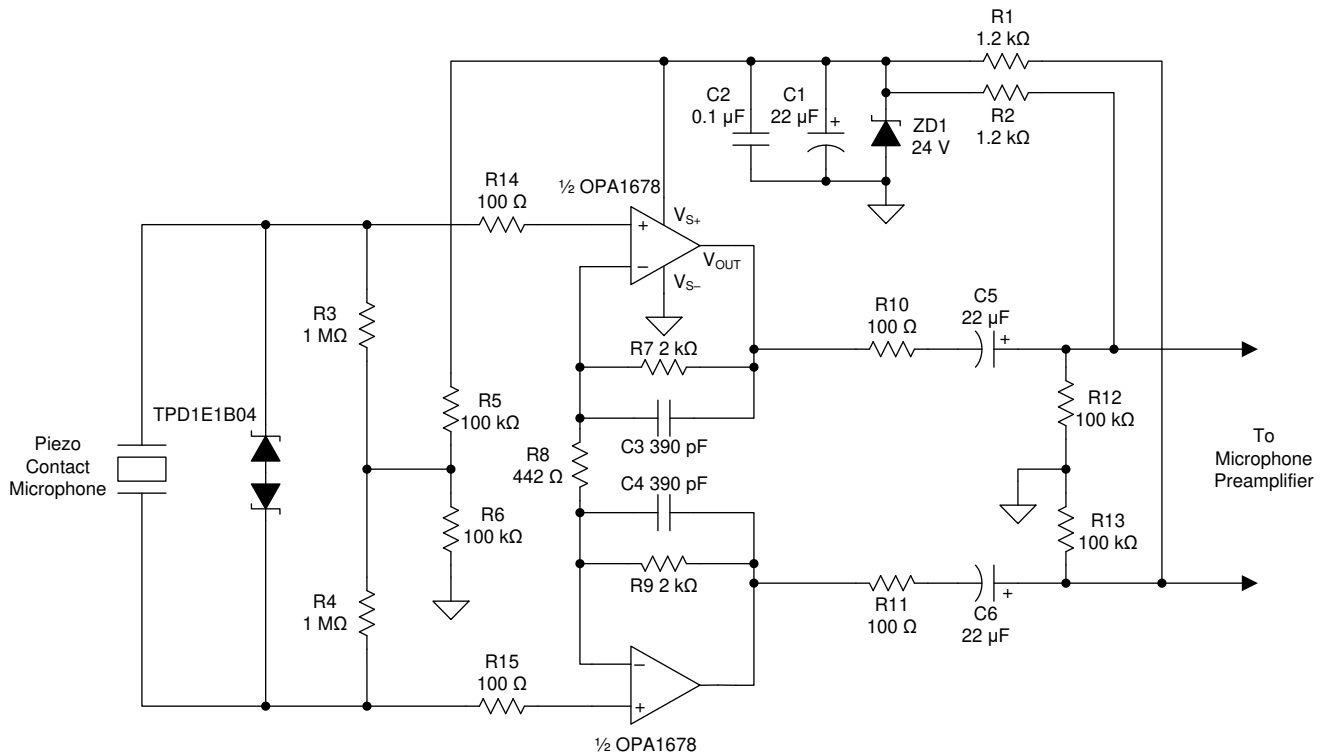 R1
1.2 kΩ
R2
1.2 kΩ
C2
0.1 µF
C1
22 µF
+
ZD1
24 V
R14
100 Ω
½ OPA1678
+
–
VS+
VS–
VOUT
R3
1 MΩ
R10
100 Ω
C5
22 µF
+
R7 2 kΩ
R5
100 kΩ
TPD1E1B04
C3 390 pF
R12
100 kΩ
Piezo
Contact
Microphone
R8
442 Ω
To
Microphone
Preamplifier
C4 390 pF
R6
100 kΩ
R13
100 kΩ
R9 2 kΩ
R4
1 MΩ
R11
100 Ω
C6
22 µF
+
R15
100 Ω
–
+
½ OPA1678